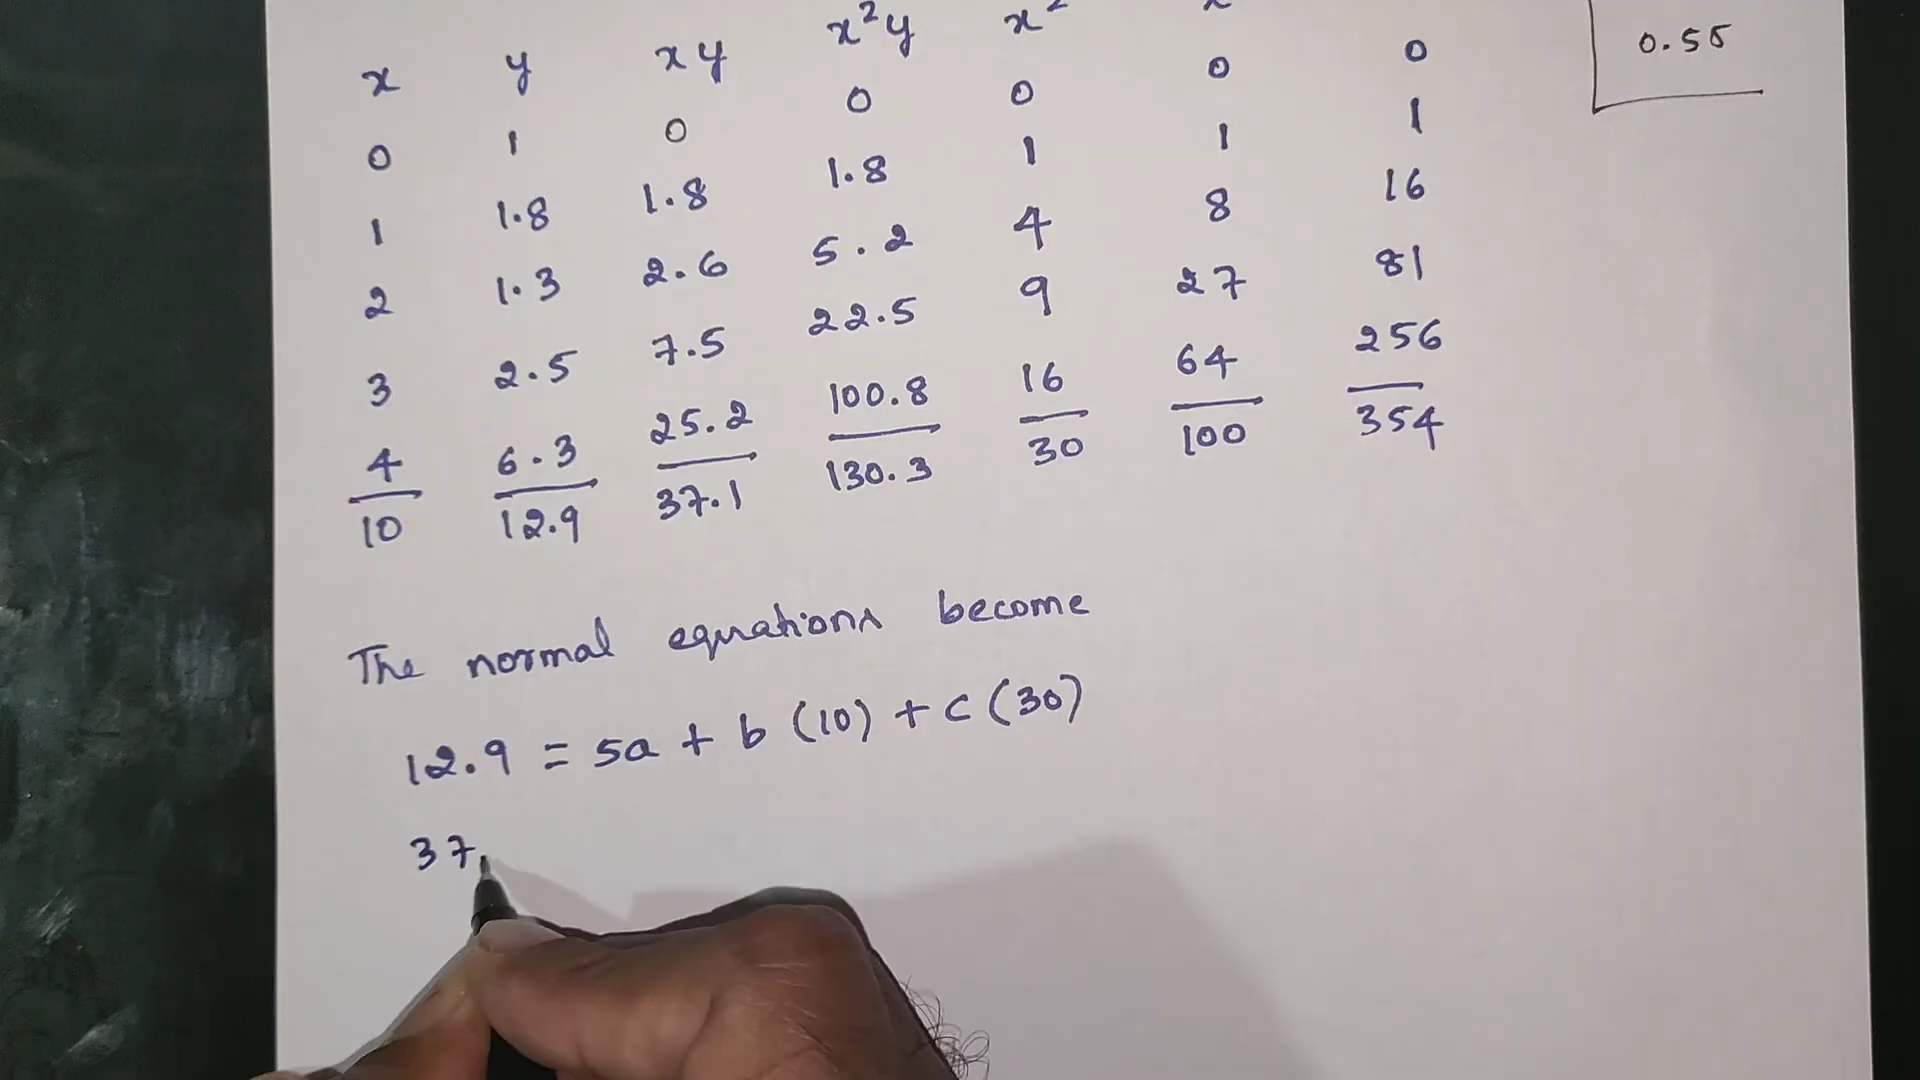 x y xy x²y x² x
0 1 0 0 0 0 0
1 1.8 1.8 1.8 1 1 1
2 1.3 2.6 5.2 4 8 16
3 2.5 7.5 22.5 9 27 81
4 6.3 25.2 100.8 16 64 256
10 12.9 37.1 130.3 30 100 354
0.55
The normal equations become
12.9 = 5a + b (10) + c (30)
37.